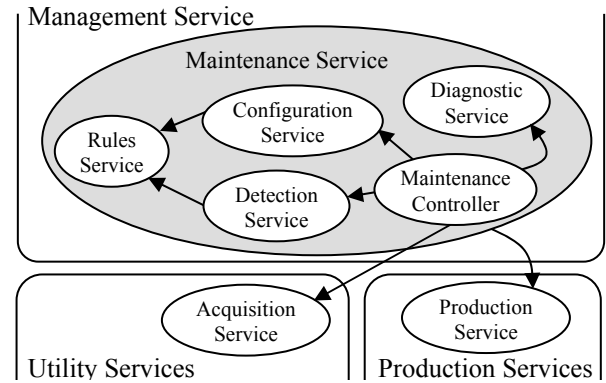 Management Service
Maintenance Service
Diagnostic
Service
Configuration
Service
Rules
Service
Maintenance
Controller
Detection
Service
Acquisition
Service
Production
Service
Utility Services
Production Services